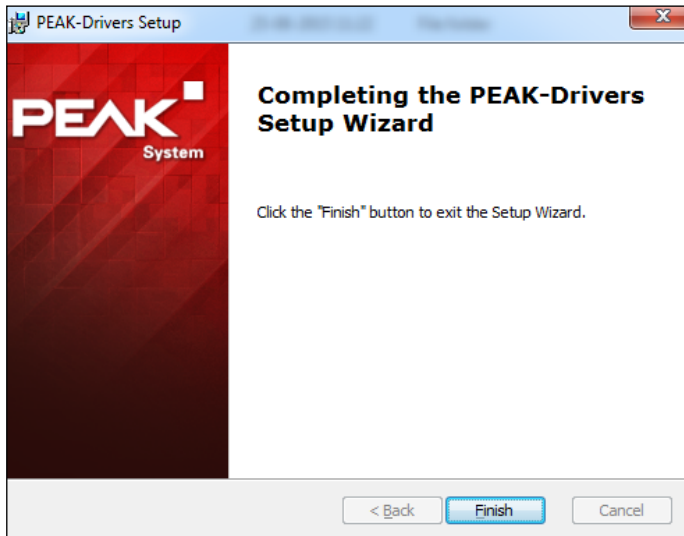 PEAK-Drivers Setup
PEAK
System
Completing the PEAK-Drivers
Setup Wizard
Click the "Finish" button to exit the Setup Wizard.
< Back
Finish
Cancel